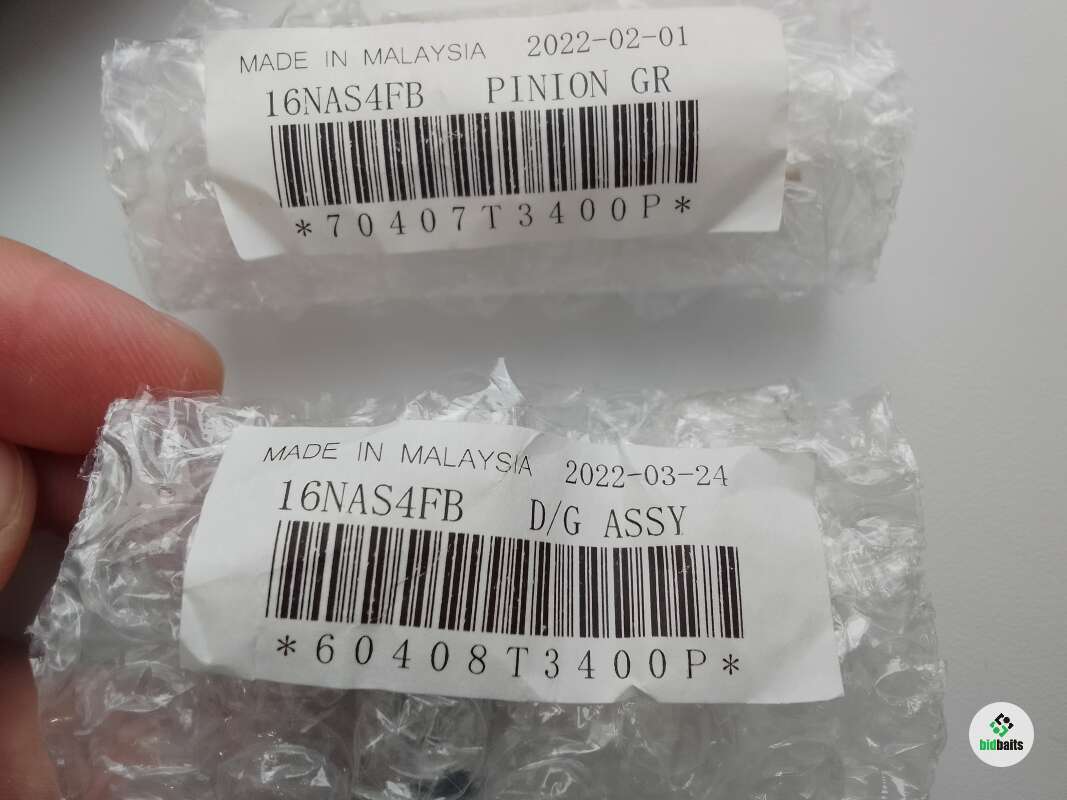 MADE IN MALAYSIA 2022-02-01
16NAS4FB PINION GR
*70407T3400P*
MADE IN MALAYSIA 2022-03-24
16NAS4FB D/G ASSY
*60408T3400P*
bidbaits